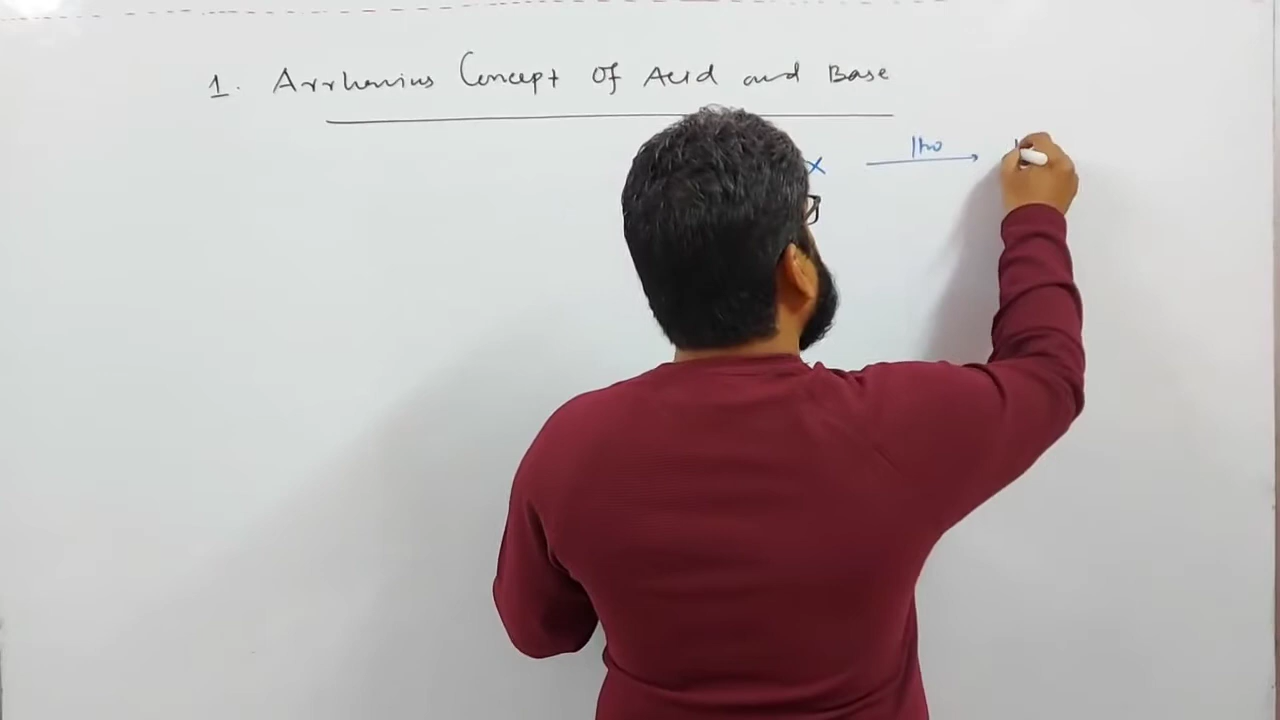 1. Arrhenius Concept Of Acid and Base
X H2O